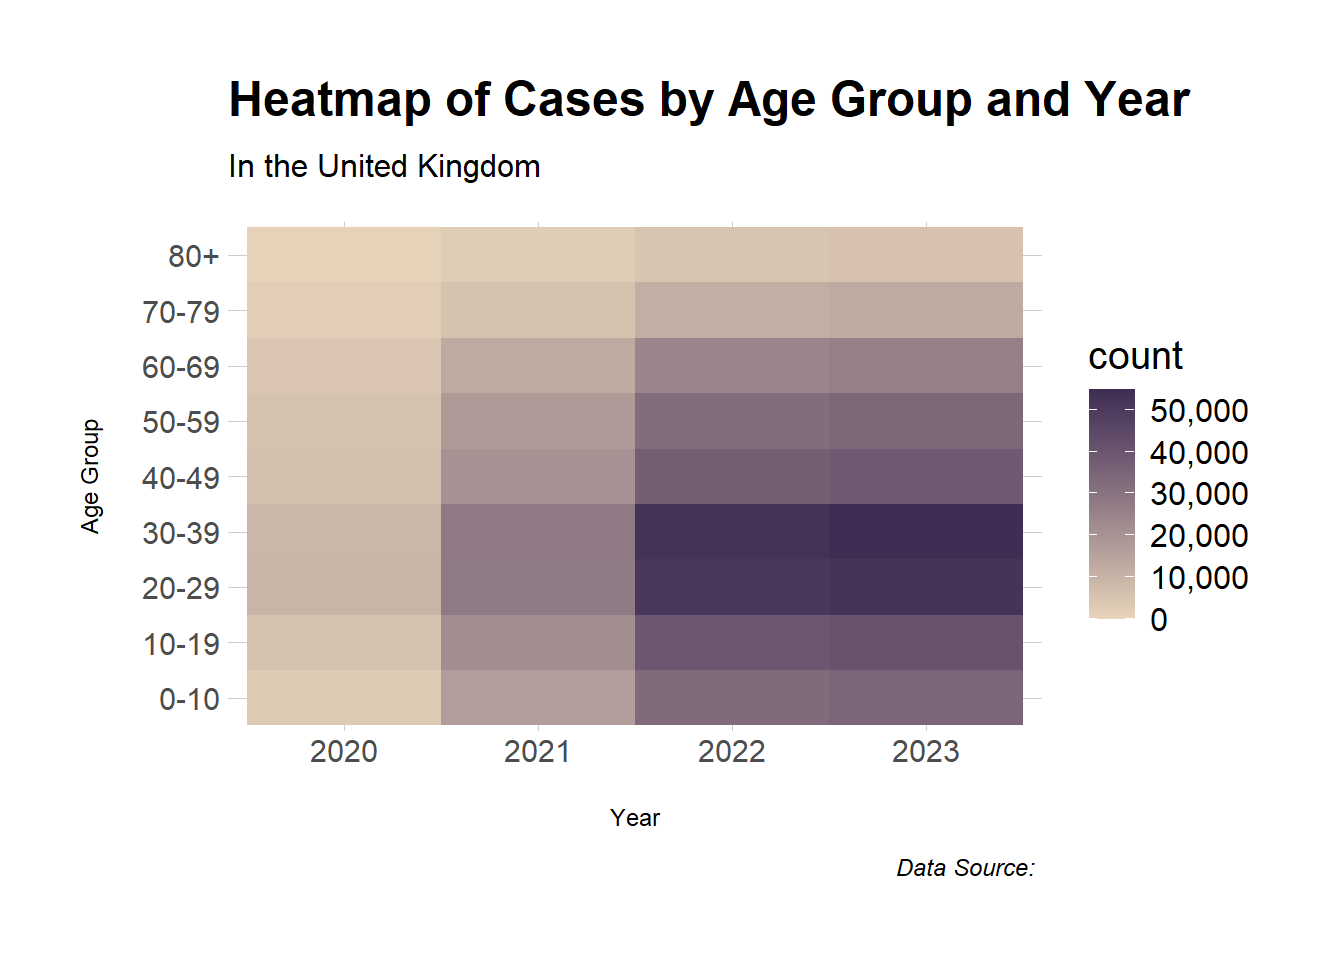 Heatmap of Cases by Age Group and Year
In the United Kingdom
Age Group
80+
70-79
60-69
50-59
40-49
30-39
20-29
10-19
0-10
2020 2021 2022 2023
Year
count
50,000
40,000
30,000
20,000
10,000
0
Data Source: